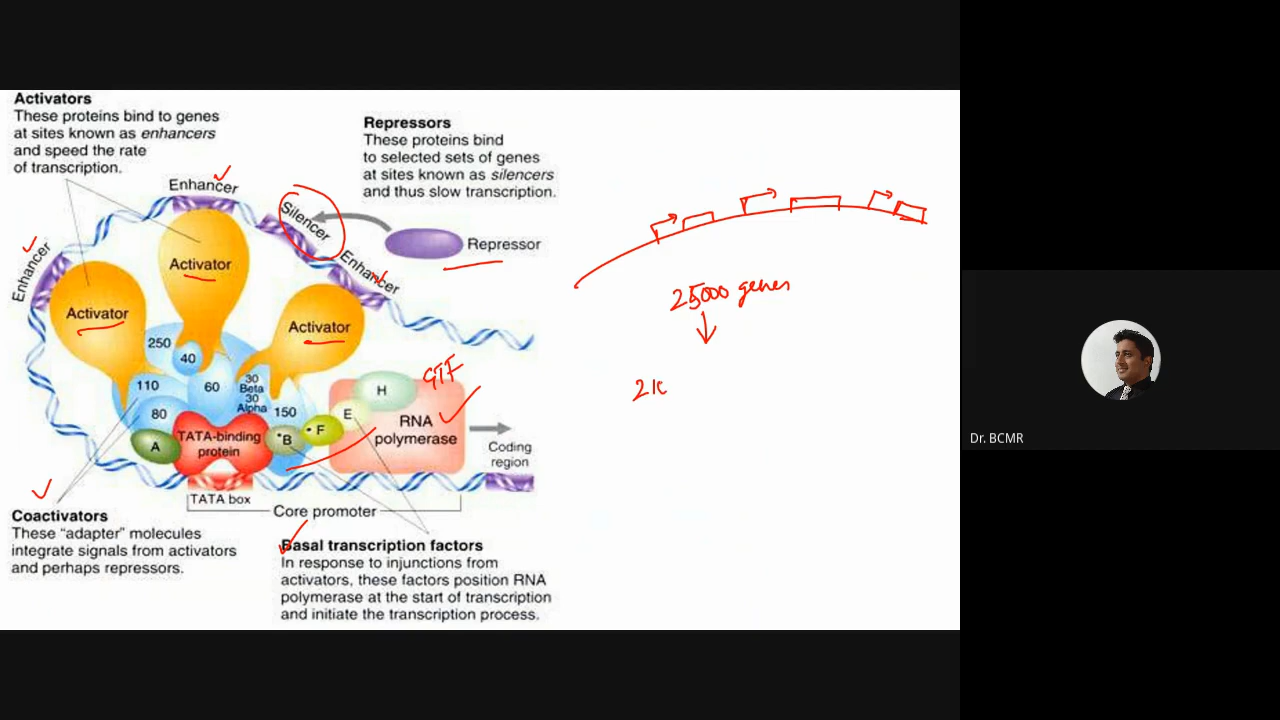 Activators
These proteins bind to genes
at sites known as enhancers
and speed the rate
of transcription.
Repressors
These proteins bind
to selected sets of genes
at sites known as silencers
and thus slow transcription.
Enhancer
Silencer
Enhancer
Enhancer
Repressor
Activator
Activator
Activator
250
40
110
60
30
Beta
30
Alpha
80
150
A
TATA-binding
protein
B
F
E
H
GTF
RNA
polymerase
Coding
region
TATA box
Core promoter
Coactivators
These "adapter" molecules
integrate signals from activators
and perhaps repressors.
Basal transcription factors
In response to injunctions from
activators, these factors position RNA
polymerase at the start of transcription
and initiate the transcription process.
25000 genes
Dr. BCMR